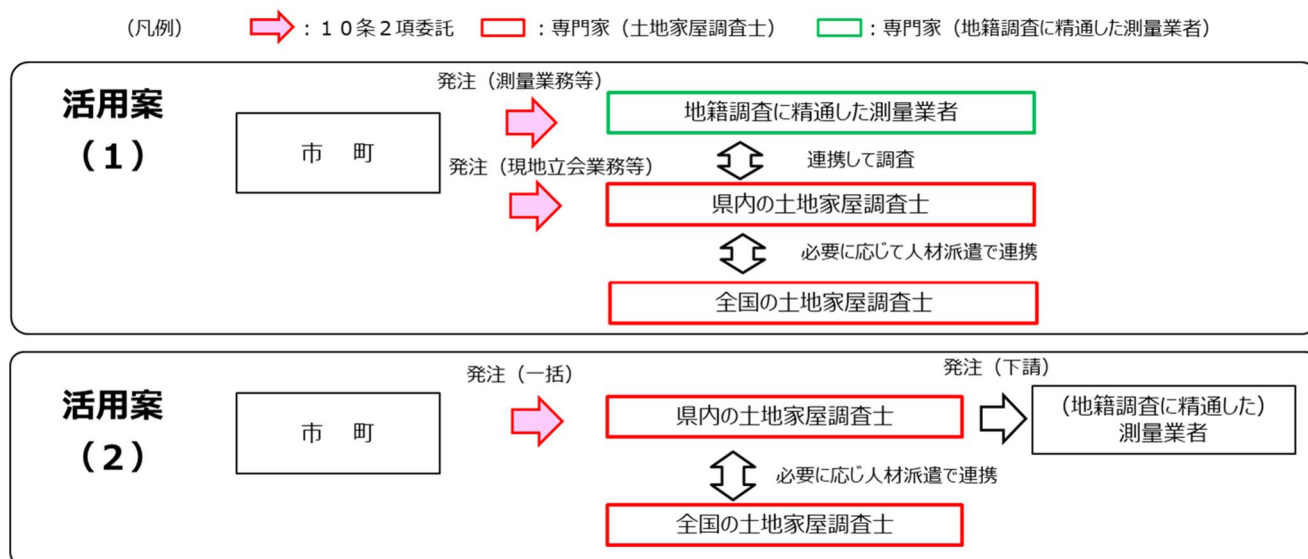 (凡例)
：１０条２項委託
：専門家（土地家屋調査士）
：専門家（地籍調査に精通した測量業者）
活用案
（１）
市　町
発注（測量業務等）
発注（現地立会業務等）
地籍調査に精通した測量業者
連携して調査
県内の土地家屋調査士
必要に応じて人材派遣で連携
全国の土地家屋調査士
活用案
（２）
市　町
発注（一括）
県内の土地家屋調査士
発注（下請）
（地籍調査に精通した）
測量業者
必要に応じ人材派遣で連携
全国の土地家屋調査士